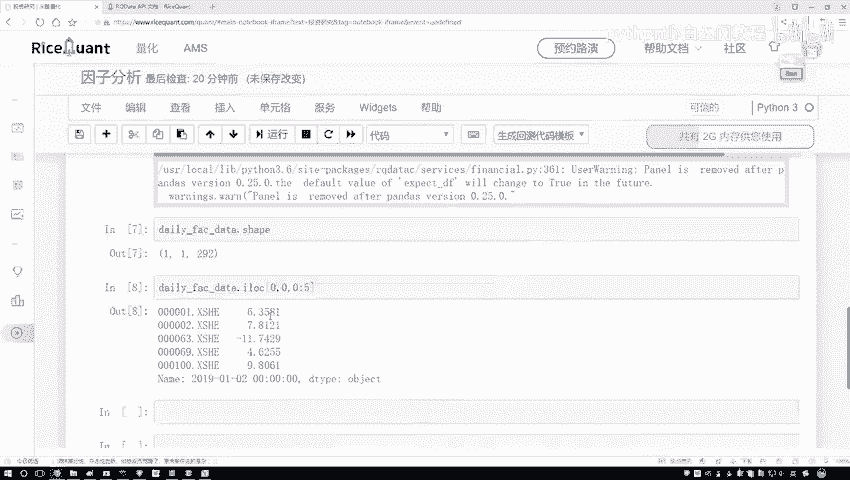 RQData API 文档 - RiceQuant
RiceQuant 量化 AMS 预约路演 帮助文档 社区
因子分析 最后检查: 20 分钟前 (未保存改变)
文件 编辑 查看 插入 单元格 服务 Widgets 帮助 可信的 Python 3
运行 代码 生成回测代码模板 共有 2G 内存供您使用
/usr/local/lib/python3.6/site-packages/rqdatac/services/financial.py:361: UserWarning: Panel is removed after p
andas version 0.25.0.the default value of 'expect_df' will change to True in the future.
warnings.warn("Panel is removed after pandas version 0.25.0."
In [7]: daily_fac_data.shape
Out[7]: (1, 1, 292)
In [8]: daily_fac_data.iloc[0,0,0:5]
Out[8]: 000001.XSHE 6.3581
000002.XSHE 7.8121
000063.XSHE -11.7429
000069.XSHE 4.6255
000100.XSHE 9.8061
Name: 2019-01-02 00:00:00, dtype: object
In [ ]:
In [ ]: